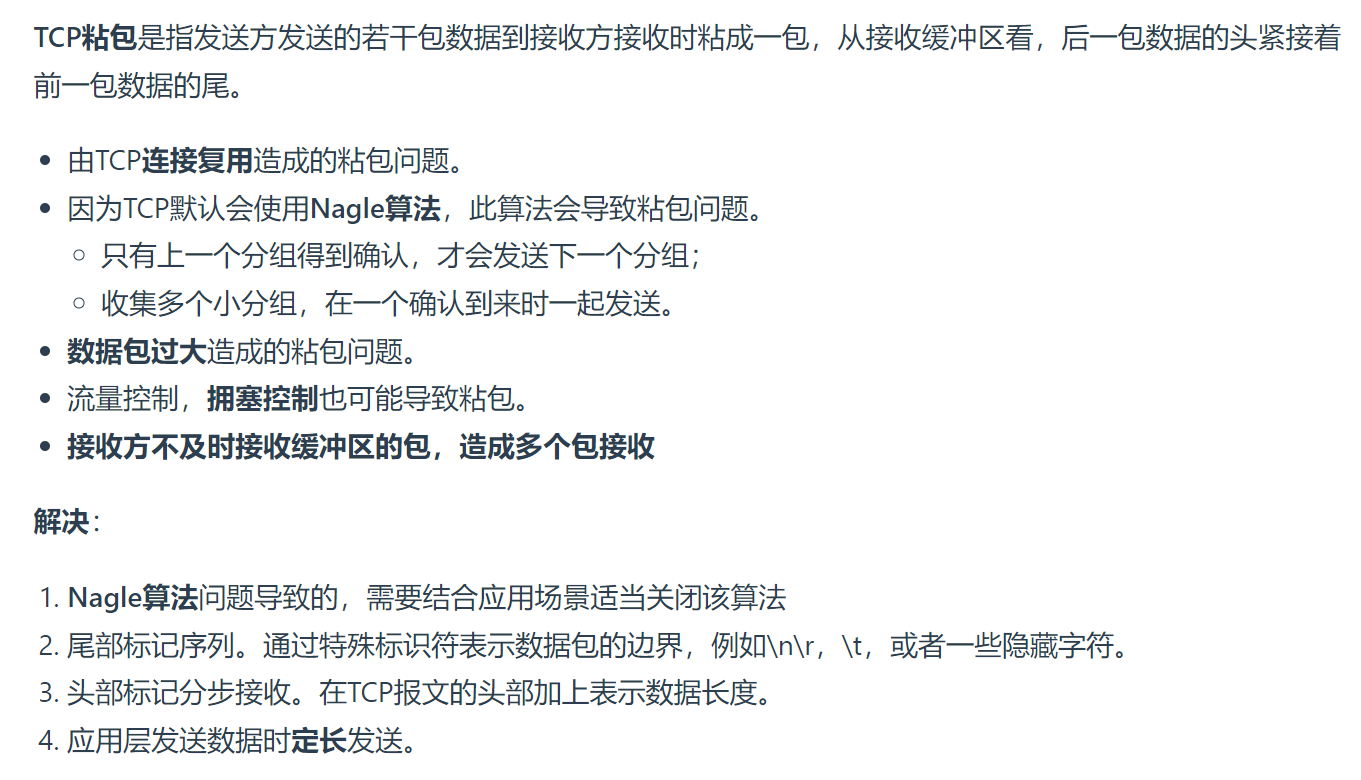 TCP粘包是指发送方发送的若干包数据到接收方接收时粘成一包，从接收缓冲区看，后一包数据的头紧接着
前一包数据的尾。
由TCP连接复用造成的粘包问题。
因为TCP默认会使用Nagle算法，此算法会导致粘包问题。
只有上一个分组得到确认，才会发送下一个分组；
收集多个小分组，在一个确认到来时一起发送。
数据包过大造成的粘包问题。
流量控制，拥塞控制也可能导致粘包。
接收方不及时接收缓冲区的包，造成多个包接收
解决：
1. Nagle算法问题导致的，需要结合应用场景适当关闭该算法
2. 尾部标记序列。通过特殊标识符表示数据包的边界，例如\n\r，\t，或者一些隐藏字符。
3. 头部标记分步接收。在TCP报文的头部加上表示数据长度。
4. 应用层发送数据时定长发送。